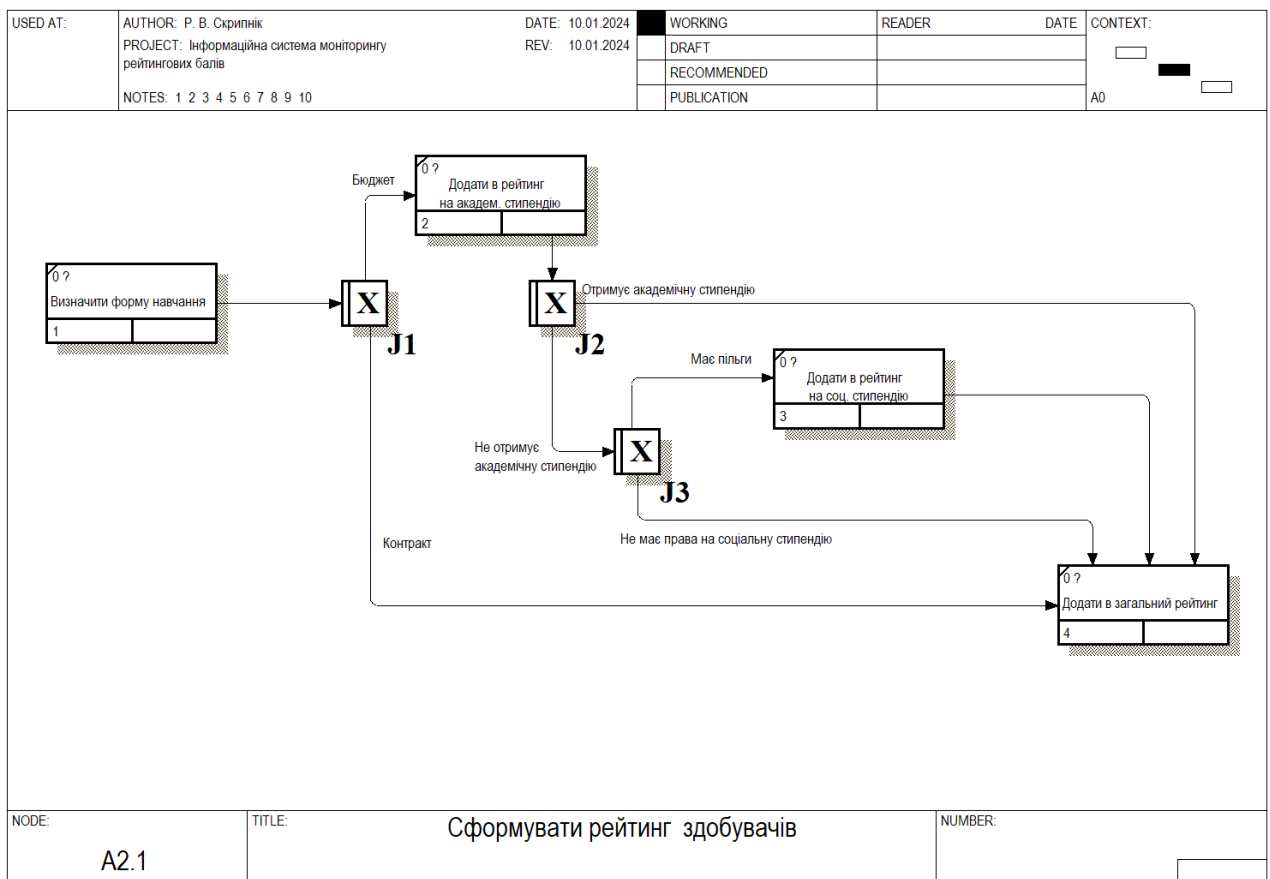 USED AT:
AUTHOR: Р. В. Скрипнік
DATE: 10.01.2024
WORKING
READER
DATE
CONTEXT:
PROJECT: Інформаційна система моніторингу
рейтингових балів
REV: 10.01.2024
DRAFT
RECOMMENDED
NOTES: 1 2 3 4 5 6 7 8 9 10
PUBLICATION
A0
0 ?
Додати в рейтинг
на академ. стипендію
2
Бюджет
0 ?
Визначити форму навчання
1
X
J1
X
J2
Отримує академічну стипендію
Має пільги
0 ?
Додати в рейтинг
на соц. стипендію
3
Не отримує
академічну стипендію
X
J3
Контракт
Не має права на соціальну стипендію
0 ?
Додати в загальний рейтинг
4
NODE:
A2.1
TITLE:
Сформувати рейтинг здобувачів
NUMBER: